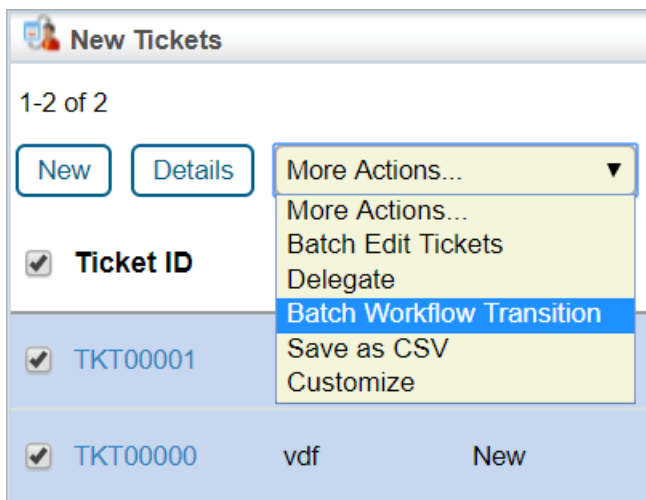 New Tickets
1-2 of 2
New Details More Actions... ▼
More Actions...
Batch Edit Tickets
Ticket ID
Delegate
Batch Workflow Transition
Save as CSV
TKT00001
Customize
TKT00000 vdf New